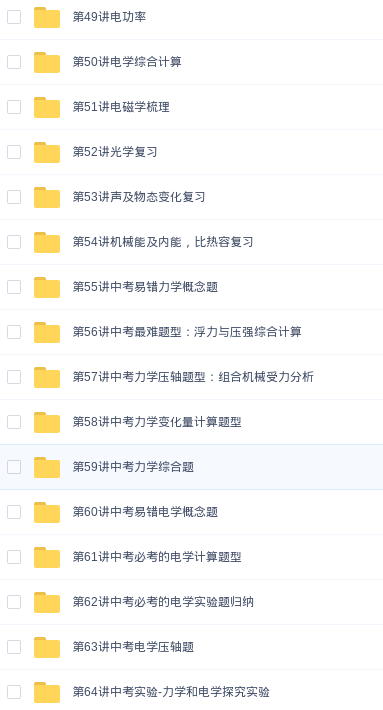 第49讲电功率
第50讲电学综合计算
第51讲电磁学梳理
第52讲光学复习
第53讲声及物态变化复习
第54讲机械能及内能，比热容复习
第55讲中考易错力学概念题
第56讲中考最难题型：浮力与压强综合计算
第57讲中考力学压轴题型：组合机械受力分析
第58讲中考力学变化量计算题型
第59讲中考力学综合题
第60讲中考易错电学概念题
第61讲中考必考的电学计算题型
第62讲中考必考的电学实验题归纳
第63讲中考电学压轴题
第64讲中考实验-力学和电学探究实验